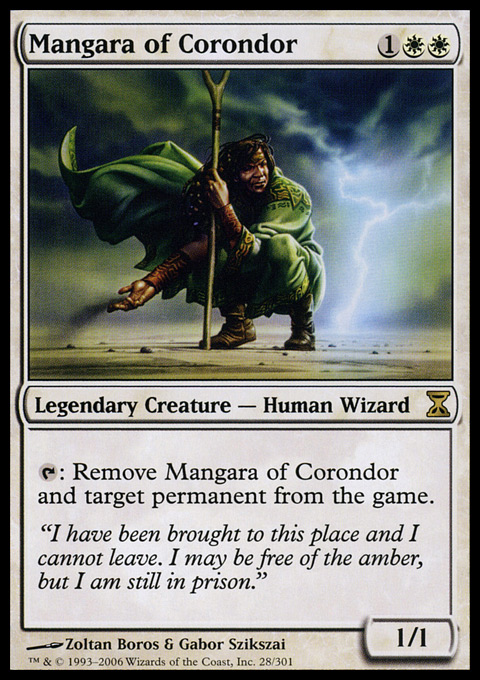 Mangara of Corondor 1
Legendary Creature — Human Wizard
: Remove Mangara of Corondor
and target permanent from the game.
“I have been brought to this place and I
cannot leave. I may be free of the amber,
but I am still in prison.”
Zoltan Boros & Gabor Szikszai
1/1
™ & © 1993–2006 Wizards of the Coast, Inc. 28/301